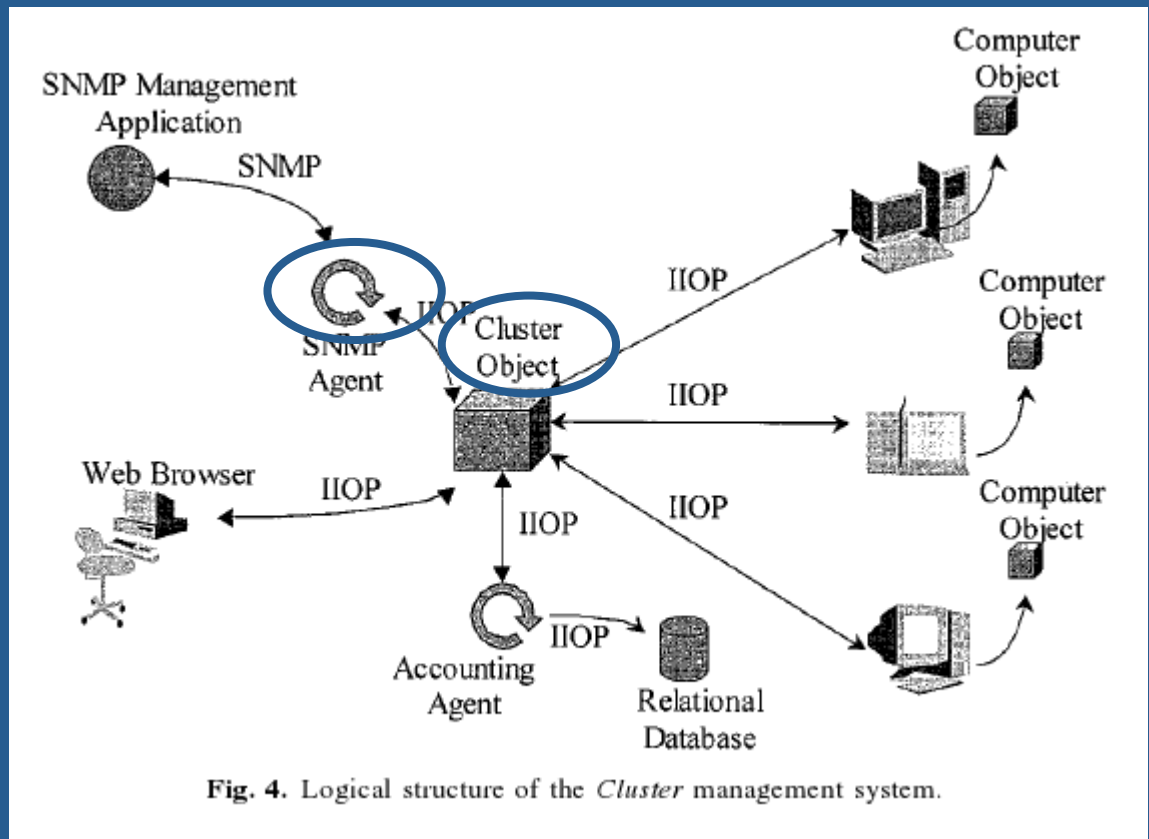 Computer
Object
SNMP Management
Application
SNMP
IIOP
Computer
Object
IIOP
Cluster
Object
SNMP
Agent
IIOP
Web Browser
IIOP
IIOP
Computer
Object
IIOP
IIOP
Accounting
Agent
Relational
Database
Fig. 4. Logical structure of the Cluster management system.